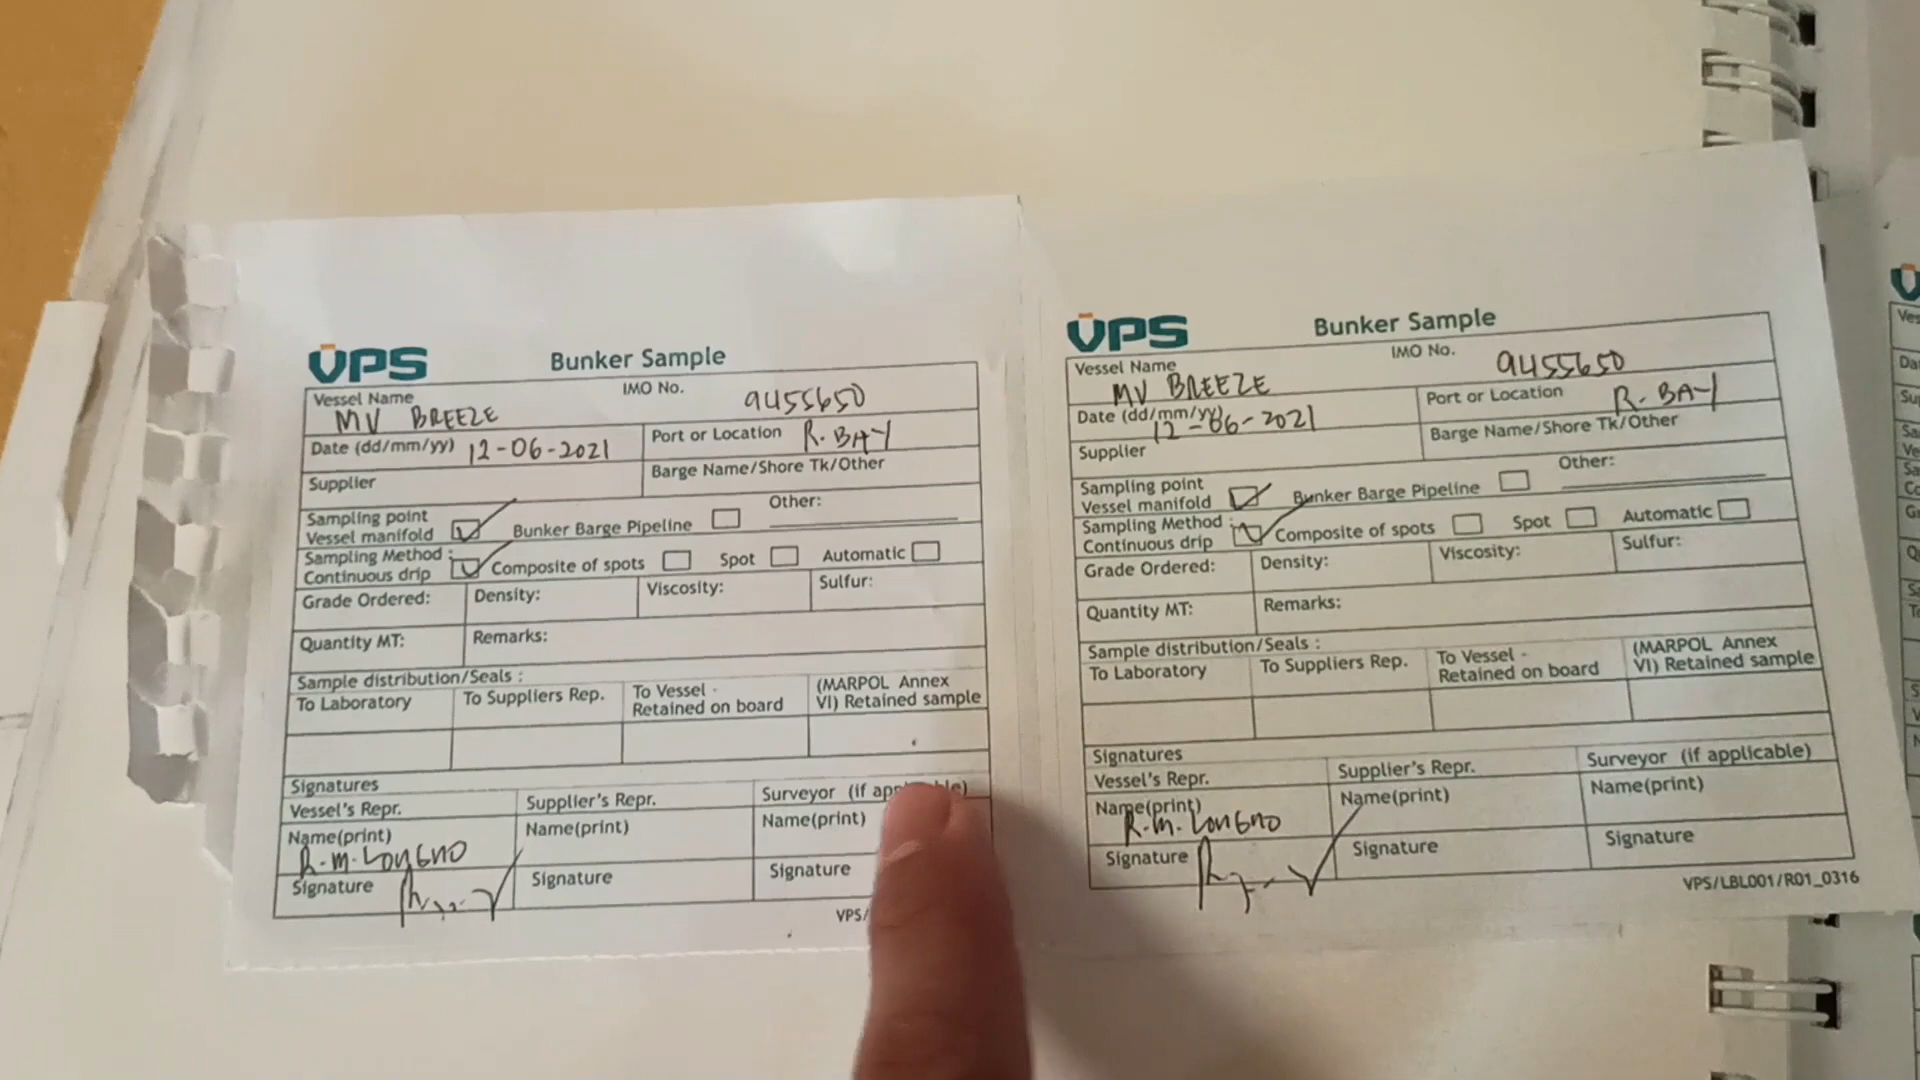 VPS Bunker Sample
Vessel Name IMO No. 9455650
MV BREEZE
Date (dd/mm/yy) 12-06-2021 Port or Location R. BAY
Supplier Barge Name/Shore Tk/Other
Sampling point Other:
Vessel manifold Bunker Barge Pipeline
Sampling Method :
Continuous drip Composite of spots Spot Automatic
Grade Ordered: Density: Viscosity: Sulfur:
Quantity MT: Remarks:
Sample distribution/Seals :
To Laboratory To Suppliers Rep. To Vessel - Retained on board (MARPOL Annex VI) Retained sample
Signatures
Vessel's Repr. Supplier's Repr. Surveyor (if applicable)
Name(print) Name(print) Name(print)
R.M. LONGNO
Signature Signature Signature
VPS/
VPS Bunker Sample
Vessel Name IMO No. 9455650
MV BREEZE
Date (dd/mm/yy) Port or Location R. BAY
12-06-2021
Supplier Barge Name/Shore Tk/Other
Sampling point Other:
Vessel manifold Bunker Barge Pipeline
Sampling Method :
Continuous drip Composite of spots Spot Automatic
Grade Ordered: Density: Viscosity: Sulfur:
Quantity MT: Remarks:
Sample distribution/Seals :
To Laboratory To Suppliers Rep. To Vessel - Retained on board (MARPOL Annex VI) Retained sample
Signatures
Vessel's Repr. Supplier's Repr. Surveyor (if applicable)
Name(print) Name(print) Name(print)
R.M. LONGNO
Signature Signature Signature
VPS/LBL001/R01_0316